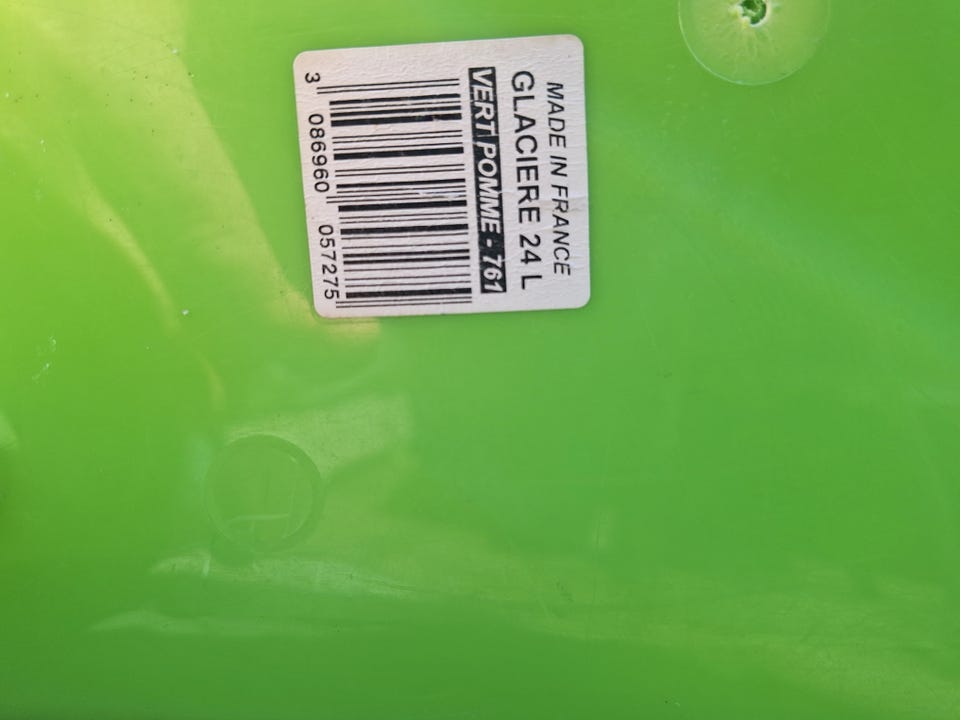 MADE IN FRANCE
GLACIERE 24 L
VERT POMME - 761
3 086960 057275